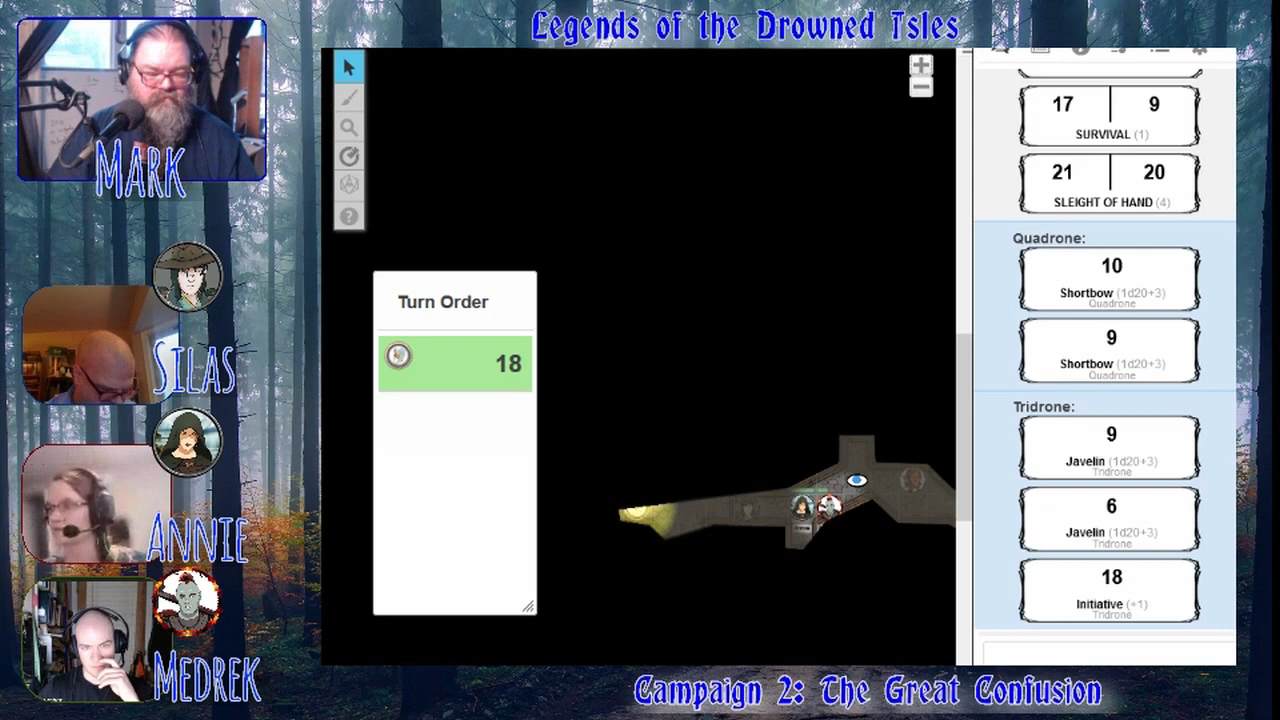 Legends of the Drowned Isles
MARK
SILAS
ANNIE
MEDREK
Turn Order
18
17 9
SURVIVAL (1)
21 20
SLEIGHT OF HAND (4)
Quadrone:
10
Shortbow (1d20+3)
Quadrone
9
Shortbow (1d20+3)
Quadrone
Tridrone:
9
Javelin (1d20+3)
Tridrone
6
Javelin (1d20+3)
Tridrone
18
Initiative (+1)
Tridrone
Campaign 2: The Great Confusion